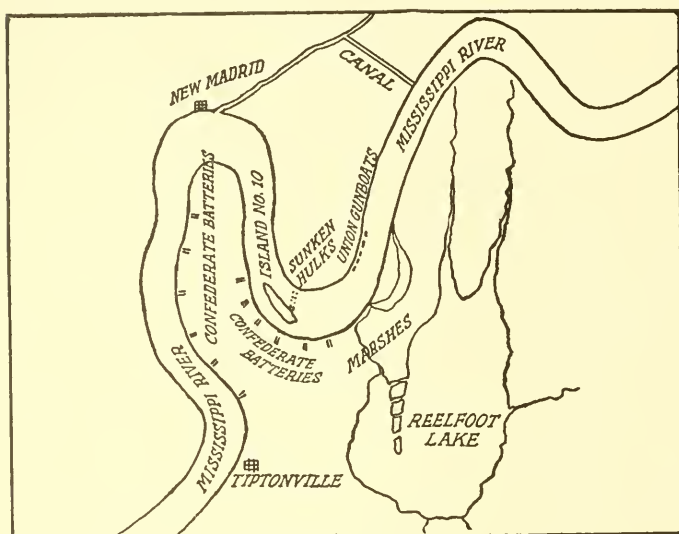 NEW MADRID
CANAL
MISSISSIPPI RIVER
CONFEDERATE BATTERIES
ISLAND NO. 10
SUNKEN
HULKS
UNION GUNBOATS
CONFEDERATE
BATTERIES
MARSHES
MISSISSIPPI RIVER
REELFOOT
LAKE
TIPTONVILLE